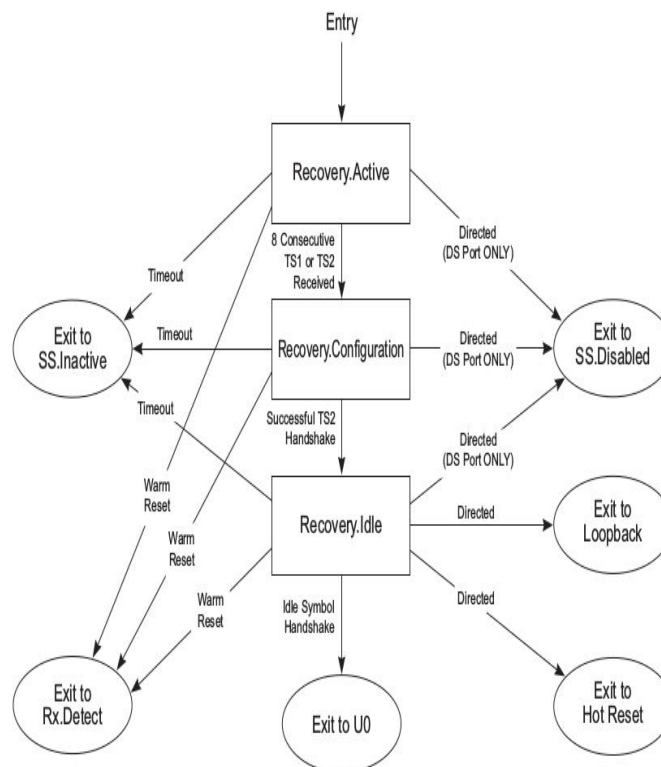 Entry
Recovery.Active
8 Consecutive
TS1 or TS2
Received
Directed
(DS Port ONLY)
Timeout
Exit to
SS.Inactive
Timeout
Recovery.Configuration
Directed
(DS Port ONLY)
Exit to
SS.Disabled
Timeout
Successful TS2
Handshake
Directed
(DS Port ONLY)
Warm
Reset
Recovery.Idle
Directed
Exit to
Loopback
Warm
Reset
Warm
Reset
Idle Symbol
Handshake
Directed
Exit to
Rx.Detect
Exit to U0
Exit to
Hot Reset